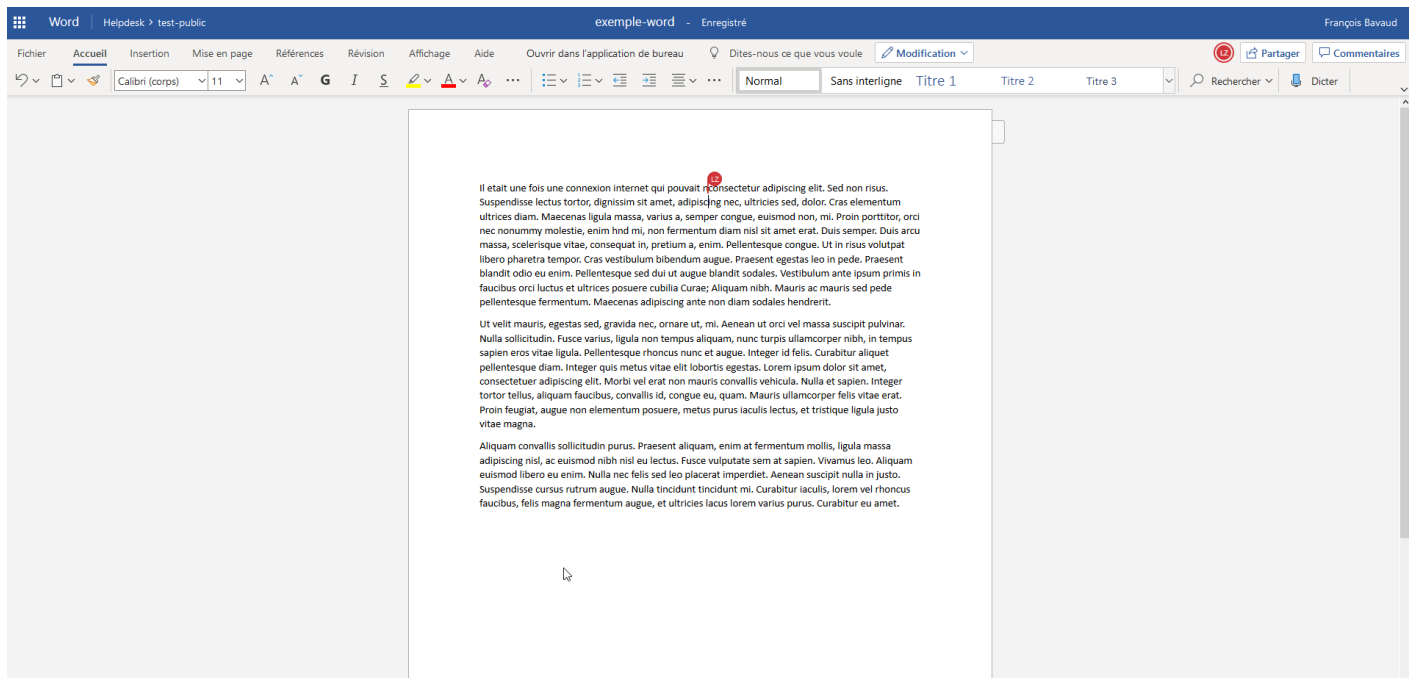 Word Helpdesk > test-public exemple-word - Enregistré François Bavaud
Fichier Accueil Insertion Mise en page Références Révision Affichage Aide Ouvrir dans l'application de bureau Dites-nous ce que vous voule Modification LZ Partager Commentaires
Calibri (corps) 11 A A G I S A A ... ... Normal Sans interligne Titre 1 Titre 2 Titre 3 Rechercher Dicter
LZ
Il etait une fois une connexion internet qui pouvait nconsectetur adipiscing elit. Sed non risus.
Suspendisse lectus tortor, dignissim sit amet, adipiscing nec, ultricies sed, dolor. Cras elementum
ultrices diam. Maecenas ligula massa, varius a, semper congue, euismod non, mi. Proin porttitor, orci
nec nonummy molestie, enim hnd mi, non fermentum diam nisl sit amet erat. Duis semper. Duis arcu
massa, scelerisque vitae, consequat in, pretium a, enim. Pellentesque congue. Ut in risus volutpat
libero pharetra tempor. Cras vestibulum bibendum augue. Praesent egestas leo in pede. Praesent
blandit odio eu enim. Pellentesque sed dui ut augue blandit sodales. Vestibulum ante ipsum primis in
faucibus orci luctus et ultrices posuere cubilia Curae; Aliquam nibh. Mauris ac mauris sed pede
pellentesque fermentum. Maecenas adipiscing ante non diam sodales hendrerit.
Ut velit mauris, egestas sed, gravida nec, ornare ut, mi. Aenean ut orci vel massa suscipit pulvinar.
Nulla sollicitudin. Fusce varius, ligula non tempus aliquam, nunc turpis ullamcorper nibh, in tempus
sapien eros vitae ligula. Pellentesque rhoncus nunc et augue. Integer id felis. Curabitur aliquet
pellentesque diam. Integer quis metus vitae elit lobortis egestas. Lorem ipsum dolor sit amet,
consectetuer adipiscing elit. Morbi vel erat non mauris convallis vehicula. Nulla et sapien. Integer
tortor tellus, aliquam faucibus, convallis id, congue eu, quam. Mauris ullamcorper felis vitae erat.
Proin feugiat, augue non elementum posuere, metus purus iaculis lectus, et tristique ligula justo
vitae magna.
Aliquam convallis sollicitudin purus. Praesent aliquam, enim at fermentum mollis, ligula massa
adipiscing nisl, ac euismod nibh nisl eu lectus. Fusce vulputate sem at sapien. Vivamus leo. Aliquam
euismod libero eu enim. Nulla nec felis sed leo placerat imperdiet. Aenean suscipit nulla in justo.
Suspendisse cursus rutrum augue. Nulla tincidunt tincidunt mi. Curabitur iaculis, lorem vel rhoncus
faucibus, felis magna fermentum augue, et ultricies lacus lorem varius purus. Curabitur eu amet.